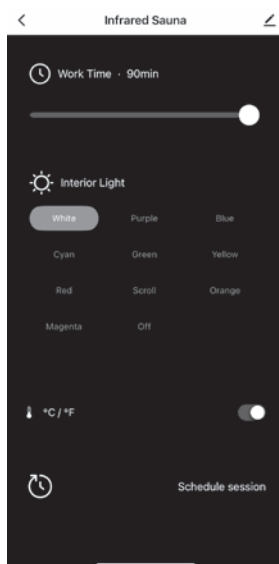 Infrared Sauna
Work Time · 90min
Interior Light
White Purple Blue
Cyan Green Yellow
Red Scroll Orange
Magenta Off
°C / °F
Schedule session